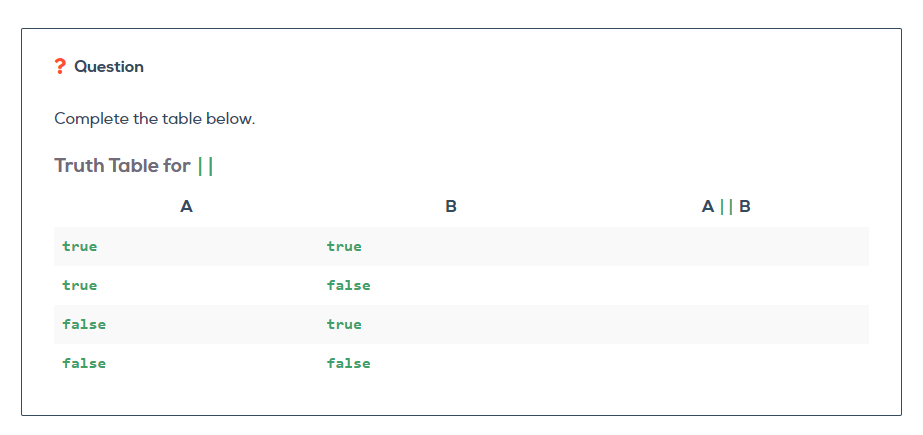 ? Question
Complete the table below.
Truth Table for ||
A B A || B
true true
true false
false true
false false